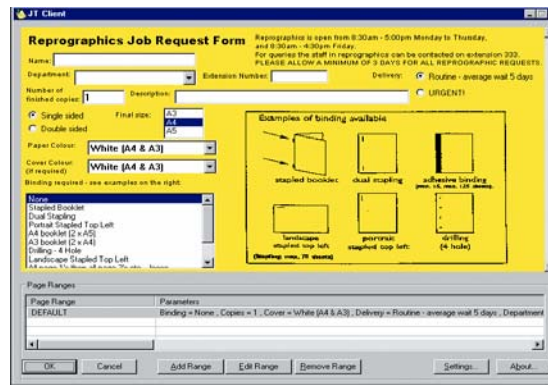 JT Client
Reprographics Job Request Form
Reprographics is open from 8:30am - 5:00pm Monday to Thursday,
and 8:30am - 4:30pm Friday.
For queries the staff in reprographics can be contacted on extension 333.
PLEASE ALLOW A MINIMUM OF 3 DAYS FOR ALL REPROGRAPHIC REQUESTS.
Name:
Department:
Extension Number:
Delivery:
Routine - average wait 5 days
URGENT!
Number of
finished copies:
1
Description:
Single sided
Double sided
Final size:
A3
A4
A5
Paper Colour:
White (A4 & A3)
Cover Colour:
(if required)
White (A4 & A3)
Binding required - see examples on the right.
None
Stapled Booklet
Dual Stapling
Portrait Stapled Top Left
A4 booklet (2 x A5)
A3 booklet (2 x A4)
Drilling - 4 Hole
Landscape Stapled Top Left
Examples of binding available
stapled booklet
dual stapling
adhesive binding
landscape
stapled top left
portrait
stapled top left
drilling
(4 hole)
Page Ranges
Page Range
Parameters
DEFAULT
Binding = None , Copies = 1 , Cover = White (A4 & A3) , Delivery = Routine - average wait 5 days , Department
OK
Cancel
Add Range
Edit Range
Remove Range
Settings...
About...